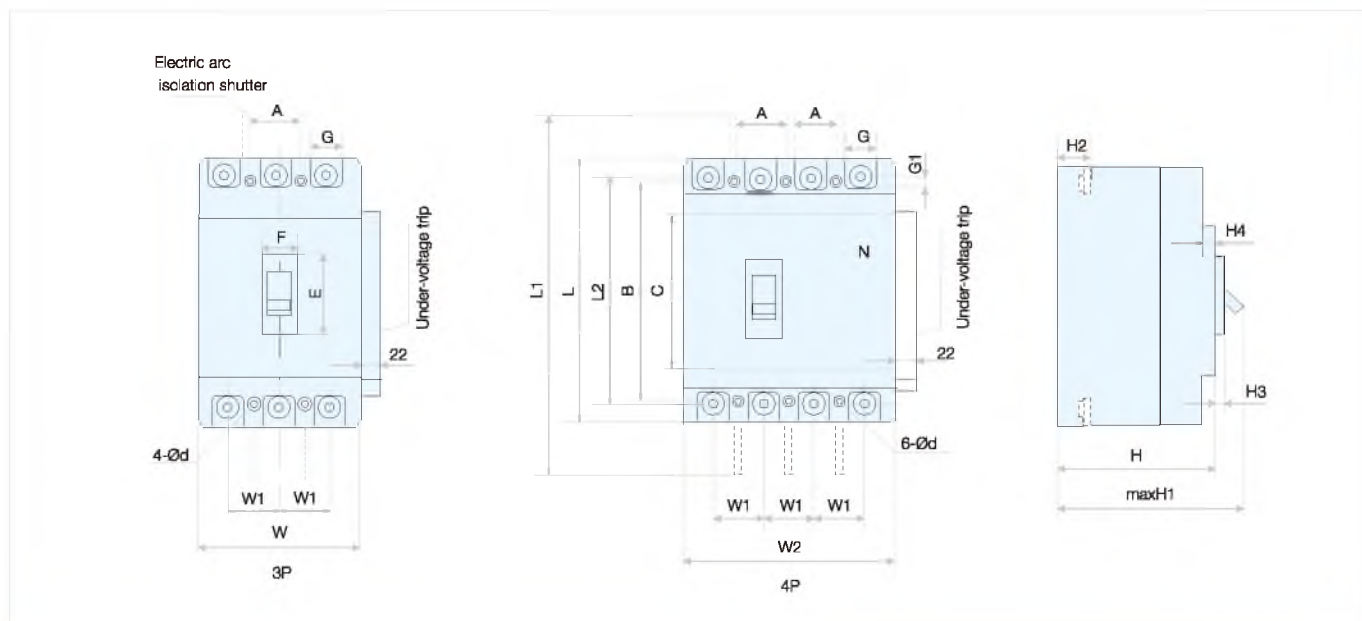 Electric arc
isolation shutter
A
G
F
E
Under-voltage trip
22
4-Ød
W1
W1
W
3P
A
A
G
G1
L1
L
L2
B
C
N
Under-voltage trip
22
6-Ød
W1
W1
W1
W2
4P
H2
H4
H3
H
maxH1